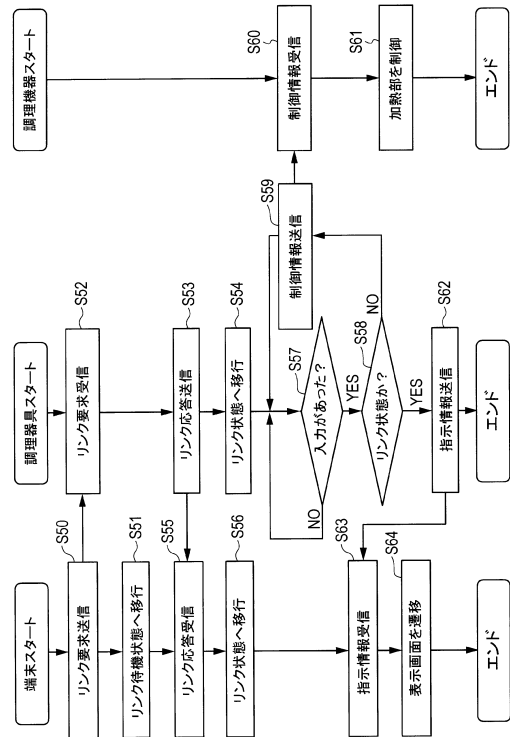 端末スタート
S50
リンク要求送信
S51
リンク待機状態へ移行
S55
リンク応答受信
S56
リンク状態へ移行
S63
指示情報受信
S64
表示画面を遷移
エンド
調理器具スタート
S52
リンク要求受信
S53
リンク応答送信
S54
リンク状態へ移行
S57
入力があった?
NO
YES
S58
リンク状態か?
NO
YES
S59
制御情報送信
S62
指示情報送信
エンド
調理機器スタート
S60
制御情報受信
S61
加熱部を制御
エンド